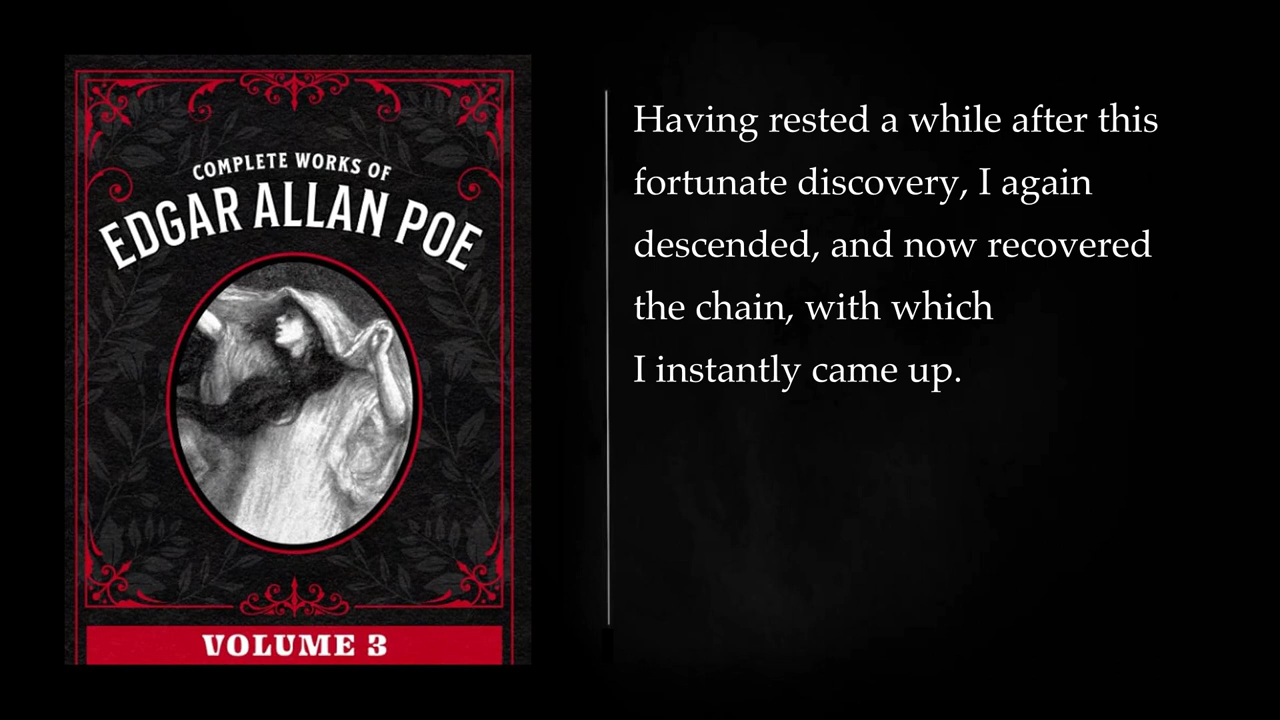 COMPLETE WORKS OF
EDGAR ALLAN POE
VOLUME 3
Having rested a while after this
fortunate discovery, I again
descended, and now recovered
the chain, with which
I instantly came up.